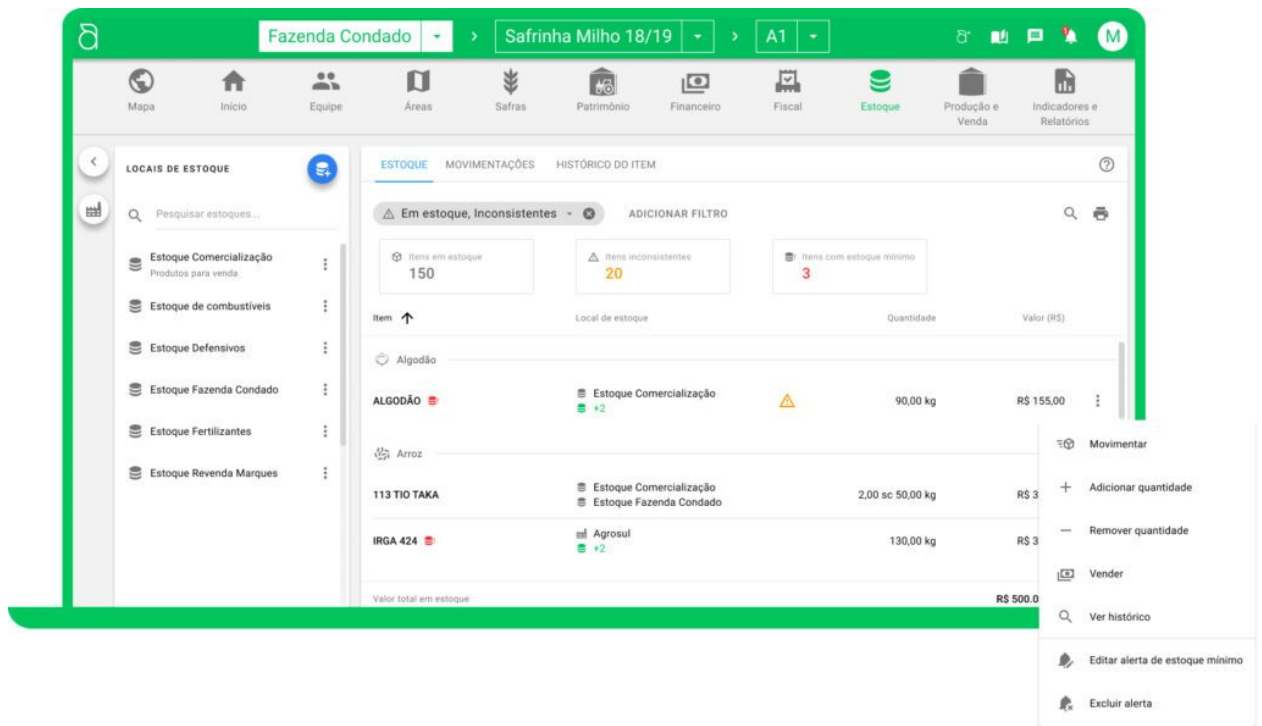 Fazenda Condado
Safrinha Milho 18/19
A1
M
Mapa
Início
Equipe
Áreas
Safras
Patrimônio
Financeiro
Fiscal
Estoque
Produção e
Venda
Indicadores e
Relatórios
LOCAIS DE ESTOQUE
Pesquisar estoques...
Estoque Comercialização
Produtos para venda
Estoque de combustíveis
Estoque Defensivos
Estoque Fazenda Condado
Estoque Fertilizantes
Estoque Revenda Marques
ESTOQUE MOVIMENTAÇÕES HISTÓRICO DO ITEM
Em estoque, Inconsistentes ADICIONAR FILTRO
Itens em estoque
150
Itens inconsistentes
20
Itens com estoque mínimo
3
Item Local de estoque Quantidade Valor (R$)
Algodão
ALGODÃO Estoque Comercialização 90,00 kg R$ 155,00
+2
Arroz
113 TIO TAKA Estoque Comercialização 2,00 sc 50,00 kg R$ 3
Estoque Fazenda Condado
IRGA 424 Agrosul 130,00 kg R$ 3
+2
Valor total em estoque R$ 500.0
Movimentar
Adicionar quantidade
Remover quantidade
Vender
Ver histórico
Editar alerta de estoque mínimo
Excluir alerta